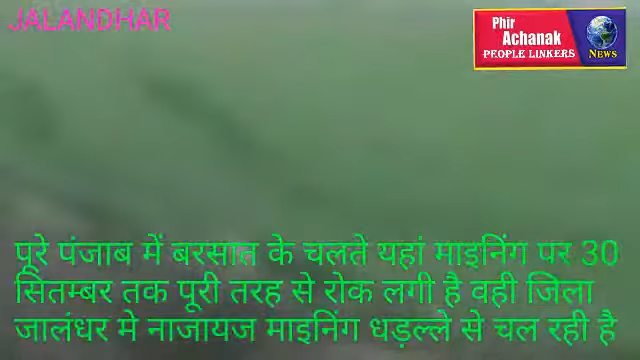 JALANDHAR
Phir
Achanak
PEOPLE LINKERS
NEWS
पूरे पंजाब में बरसात के चलते यहां माइनिंग पर 30
सितम्बर तक पूरी तरह से रोक लगी है वही जिला
जालंधर मे नाजायज माइनिंग धड़ल्ले से चल रही है